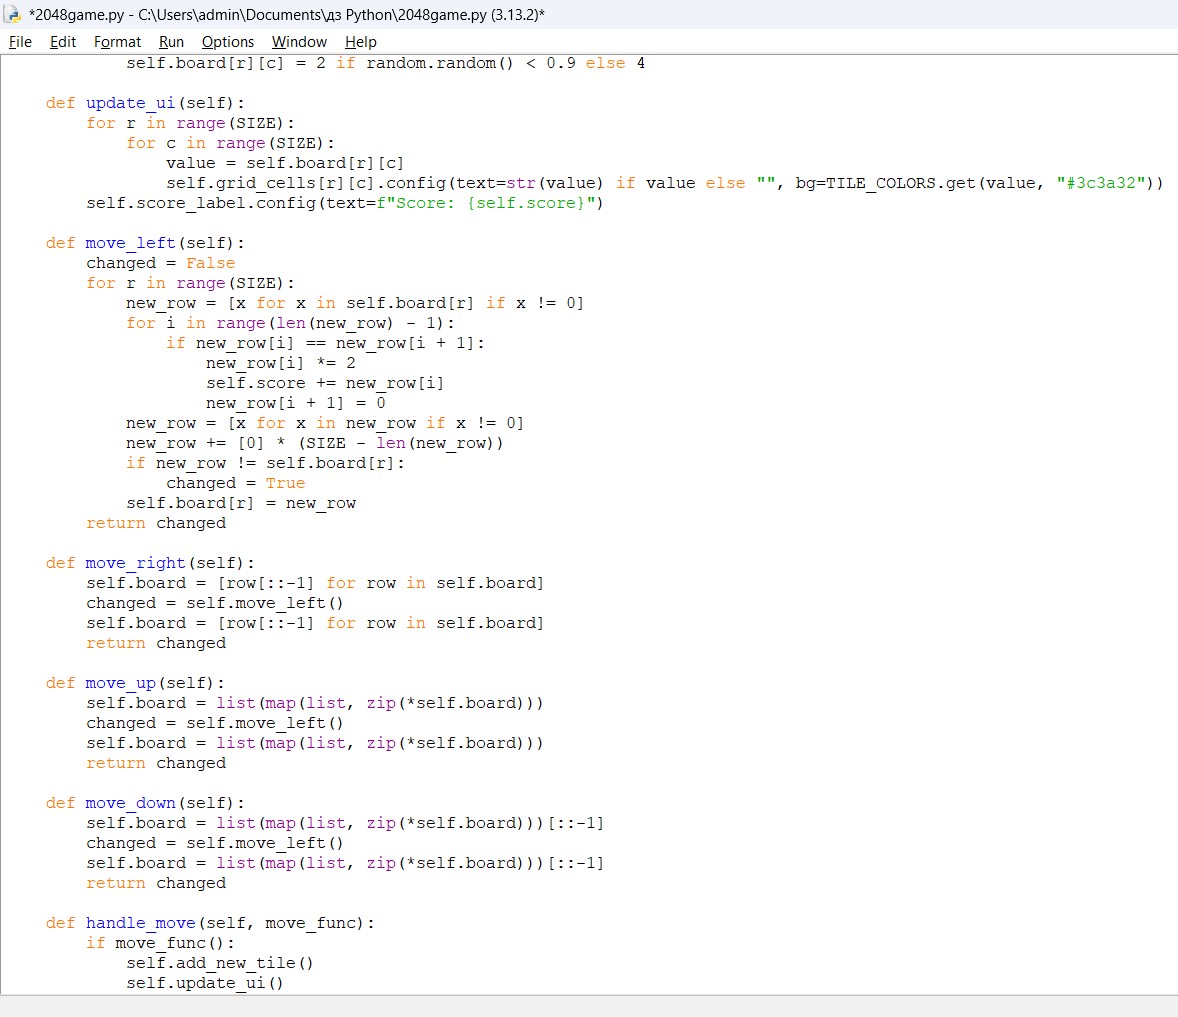 *2048game.py - C:\Users\admin\Documents\дз Python\2048game.py (3.13.2)*
File Edit Format Run Options Window Help
            self.board[r][c] = 2 if random.random() < 0.9 else 4

    def update_ui(self):
        for r in range(SIZE):
            for c in range(SIZE):
                value = self.board[r][c]
                self.grid_cells[r][c].config(text=str(value) if value else "", bg=TILE_COLORS.get(value, "#3c3a32"))
        self.score_label.config(text=f"Score: {self.score}")

    def move_left(self):
        changed = False
        for r in range(SIZE):
            new_row = [x for x in self.board[r] if x != 0]
            for i in range(len(new_row) - 1):
                if new_row[i] == new_row[i + 1]:
                    new_row[i] *= 2
                    self.score += new_row[i]
                    new_row[i + 1] = 0
            new_row = [x for x in new_row if x != 0]
            new_row += [0] * (SIZE - len(new_row))
            if new_row != self.board[r]:
                changed = True
            self.board[r] = new_row
        return changed

    def move_right(self):
        self.board = [row[::-1] for row in self.board]
        changed = self.move_left()
        self.board = [row[::-1] for row in self.board]
        return changed

    def move_up(self):
        self.board = list(map(list, zip(*self.board)))
        changed = self.move_left()
        self.board = list(map(list, zip(*self.board)))
        return changed

    def move_down(self):
        self.board = list(map(list, zip(*self.board)))[::-1]
        changed = self.move_left()
        self.board = list(map(list, zip(*self.board)))[::-1]
        return changed

    def handle_move(self, move_func):
        if move_func():
            self.add_new_tile()
            self.update_ui()